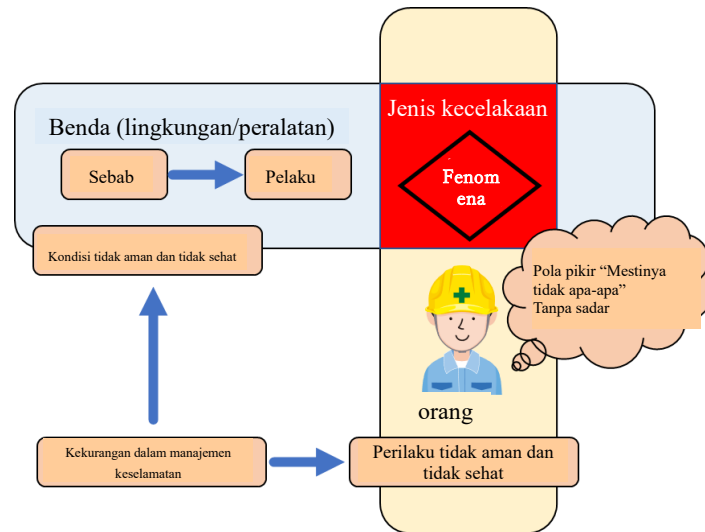 Jenis kecelakaan
Benda (lingkungan/peralatan)
Sebab
Pelaku
Fenom
ena
Kondisi tidak aman dan tidak sehat
Pola pikir “Mestinya
tidak apa-apa”
Tanpa sadar
orang
Kekurangan dalam manajemen
keselamatan
Perilaku tidak aman dan
tidak sehat